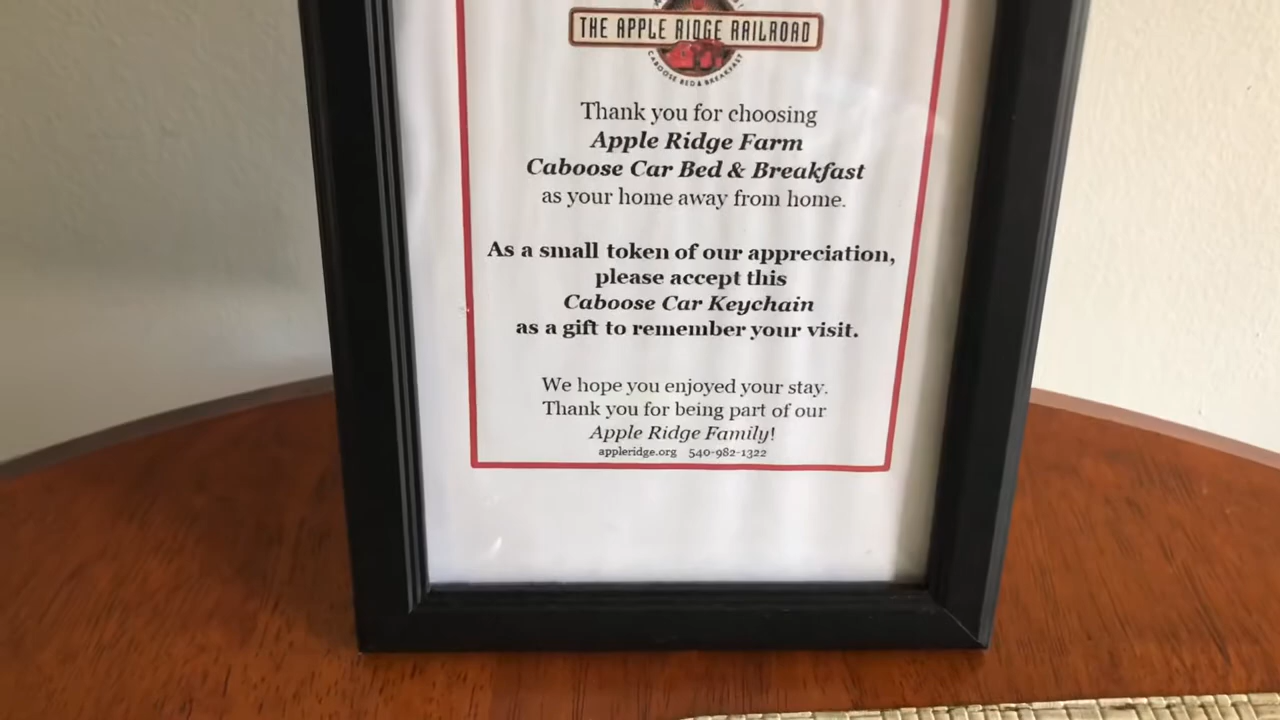 THE APPLE RIDGE RAILROAD
CABOOSE BED & BREAKFAST
Thank you for choosing
Apple Ridge Farm
Caboose Car Bed & Breakfast
as your home away from home.
As a small token of our appreciation,
please accept this
Caboose Car Keychain
as a gift to remember your visit.
We hope you enjoyed your stay.
Thank you for being part of our
Apple Ridge Family!
appleridge.org 540-982-1322